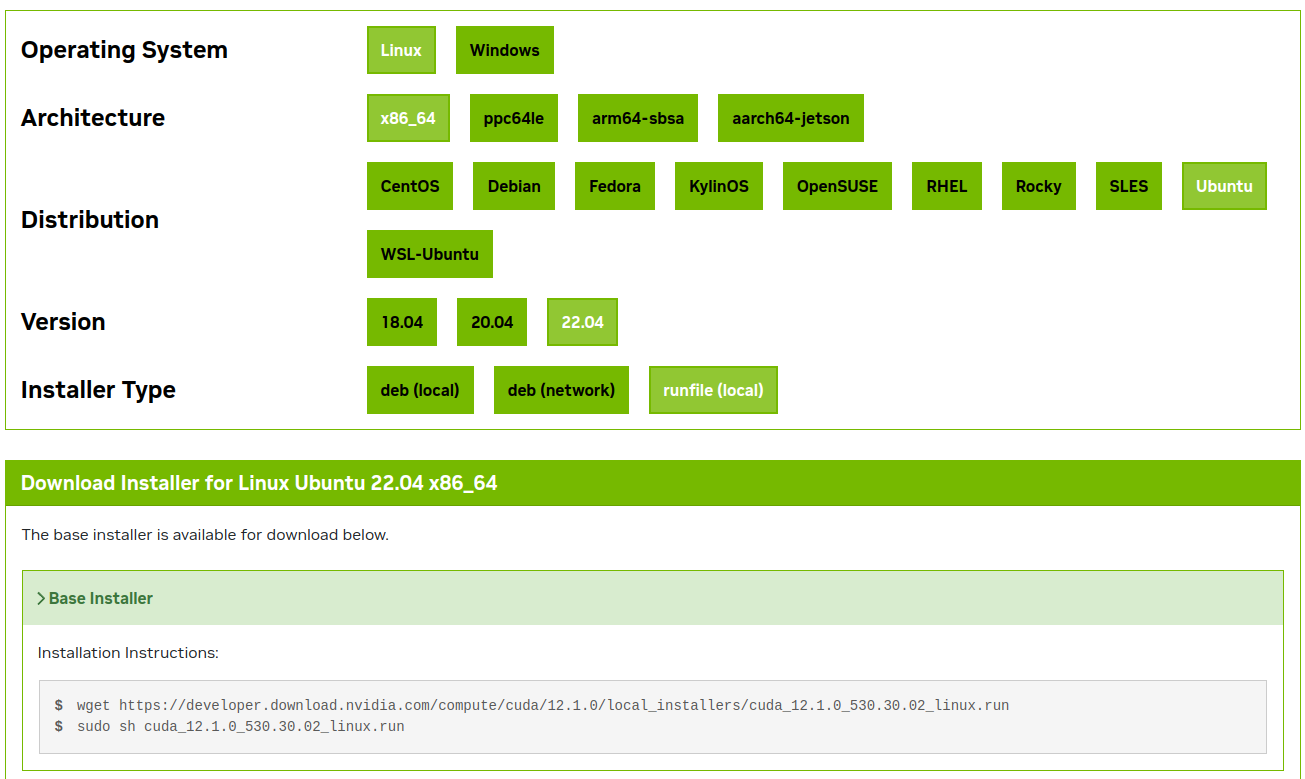 Operating System Linux Windows
Architecture x86_64 ppc64le arm64-sbsa aarch64-jetson
Distribution CentOS Debian Fedora KylinOS OpenSUSE RHEL Rocky SLES Ubuntu
WSL-Ubuntu
Version 18.04 20.04 22.04
Installer Type deb (local) deb (network) runfile (local)
Download Installer for Linux Ubuntu 22.04 x86_64
The base installer is available for download below.
> Base Installer
Installation Instructions:
$ wget https://developer.download.nvidia.com/compute/cuda/12.1.0/local_installers/cuda_12.1.0_530.30.02_linux.run
$ sudo sh cuda_12.1.0_530.30.02_linux.run